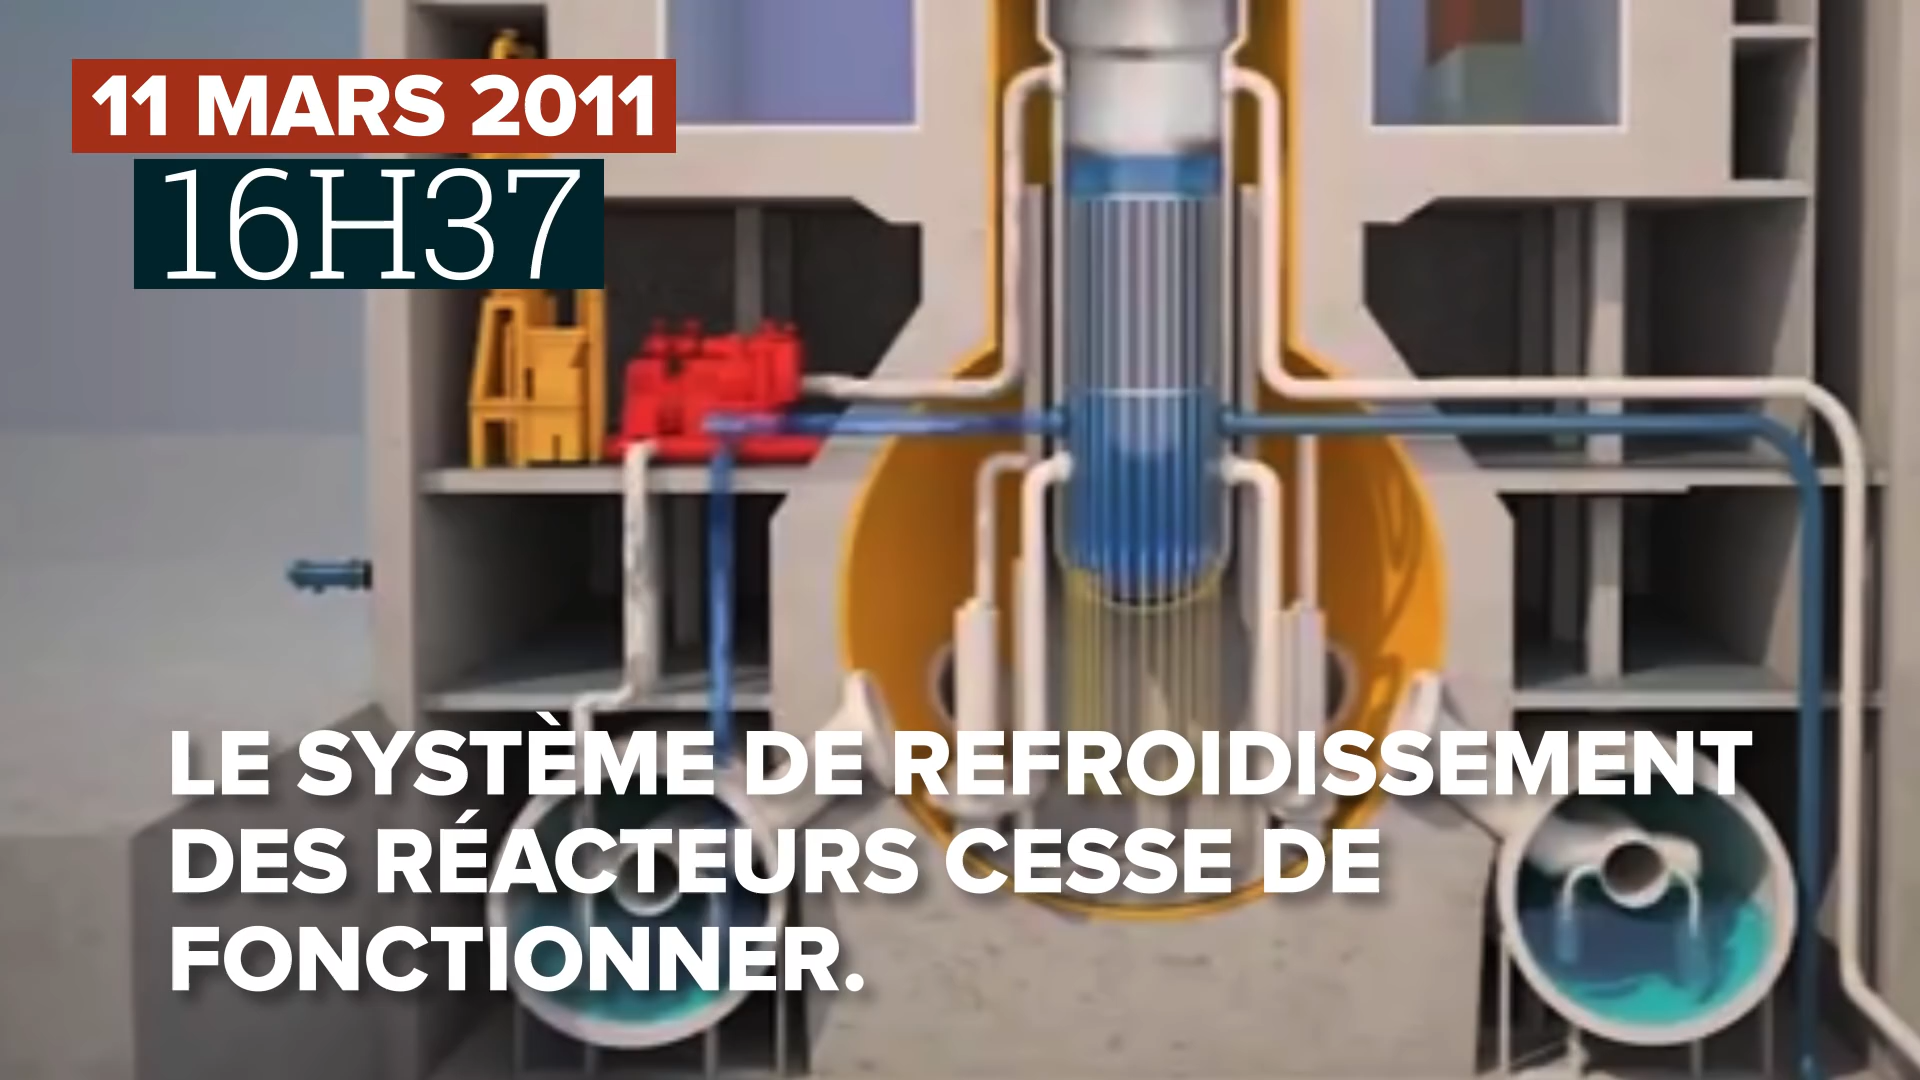 11 MARS 2011
16H37
LE SYSTÈME DE REFROIDISSEMENT
DES RÉACTEURS CESSE DE
FONCTIONNER.